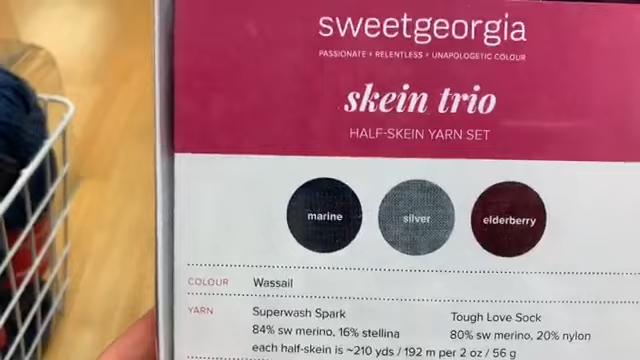 sweetgeorgia
PASSIONATE + RELENTLESS + UNAPOLOGETIC COLOUR
skein trio
HALF-SKEIN YARN SET
marine silver elderberry
COLOUR Wassail
YARN Superwash Spark Tough Love Sock
84% sw merino, 16% stellina 80% sw merino, 20% nylon
each half-skein is ~210 yds / 192 m per 2 oz / 56 g